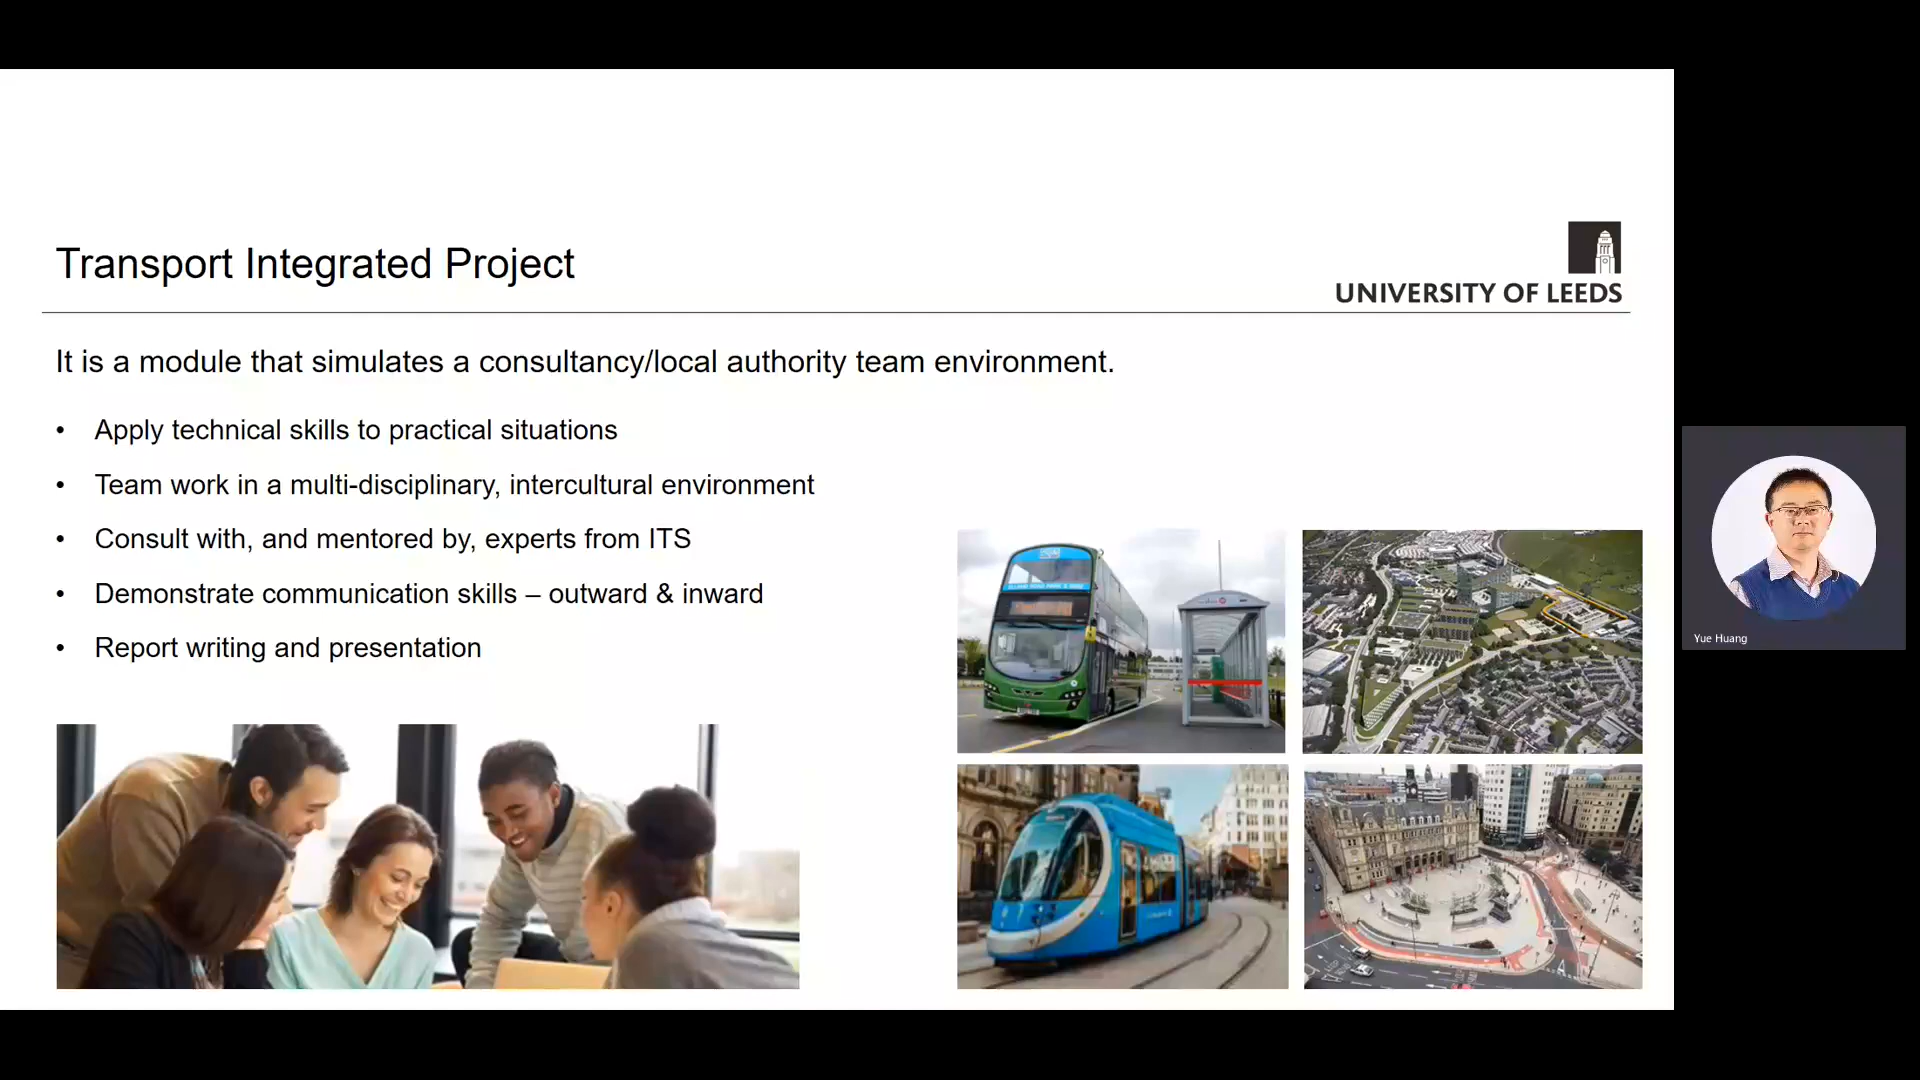 Transport Integrated Project
UNIVERSITY OF LEEDS
It is a module that simulates a consultancy/local authority team environment.
• Apply technical skills to practical situations
• Team work in a multi-disciplinary, intercultural environment
• Consult with, and mentored by, experts from ITS
• Demonstrate communication skills – outward & inward
• Report writing and presentation
Yue Huang